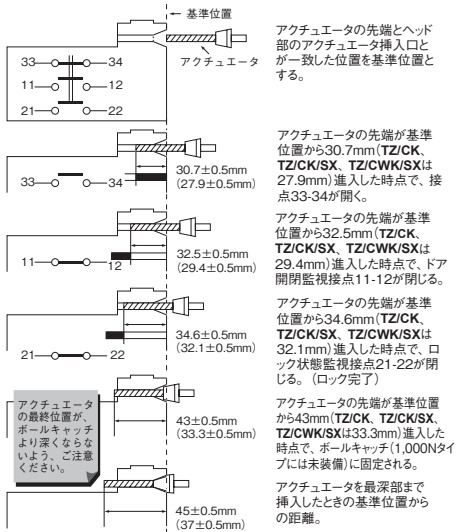 基準位置
アクチュエータ
33 34
11 12
21 22
アクチュエータの先端とヘッド
部のアクチュエータ挿入口と
が一致した位置を基準位置と
する。
33 34
30.7±0.5mm
(27.9±0.5mm)
アクチュエータの先端が基準
位置から30.7mm(TZ/CK、
TZ/CK/SX、TZ/CWK/SXは
27.9mm)進入した時点で、接
点33-34が開く。
11 12
32.5±0.5mm
(29.4±0.5mm)
アクチュエータの先端が基準
位置から32.5mm(TZ/CK、
TZ/CK/SX、TZ/CWK/SXは
29.4mm)進入した時点で、ドア
開閉監視接点11-12が閉じる。
21 22
34.6±0.5mm
(32.1±0.5mm)
アクチュエータの先端が基準
位置から34.6mm(TZ/CK、
TZ/CK/SX、TZ/CWK/SXは
32.1mm)進入した時点で、ロ
ック状態監視接点21-22が閉
じる。(ロック完了)
アクチュエータ
の最終位置が、
ボールキャッチ
より深くならな
いよう、ご注意
ください。
43±0.5mm
(33.3±0.5mm)
アクチュエータの先端が基準位置
から43mm(TZ/CK、TZ/CK/SX、
TZ/CWK/SXは33.3mm)進入した
時点で、ボールキャッチ(1,000Nタイ
プには未装備)に固定される。
45±0.5mm
(37±0.5mm)
アクチュエータを最深部まで
挿入したときの基準位置から
の距離。